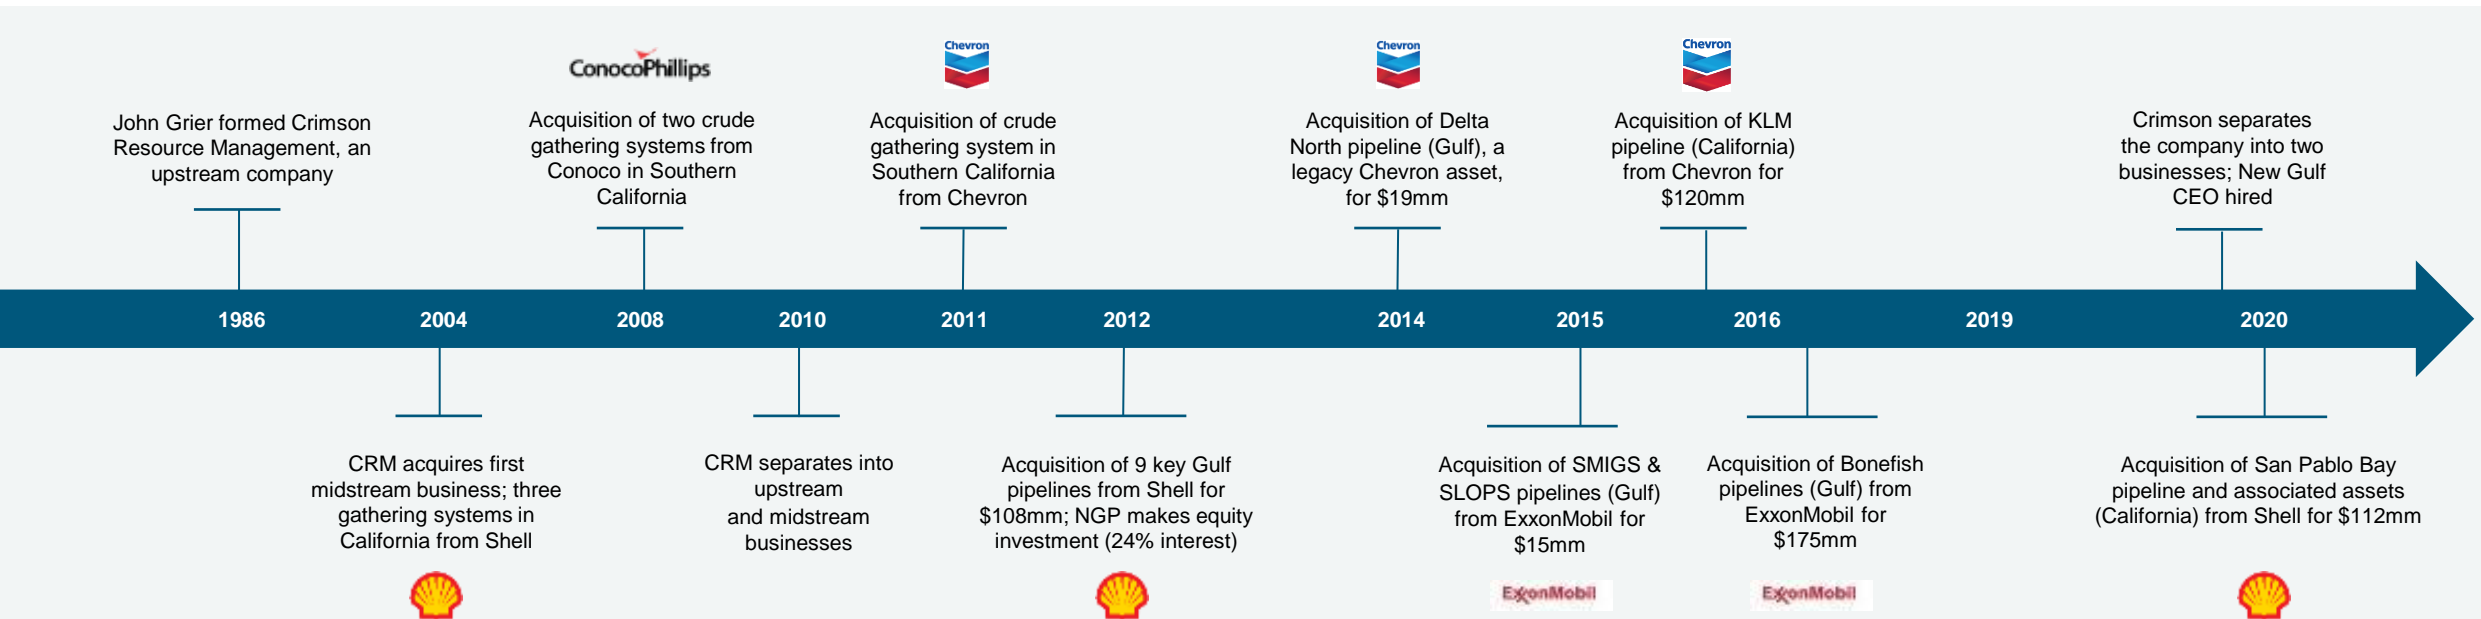 ConocoPhillips
Chevron
Chevron
Chevron
John Grier formed Crimson
Resource Management, an
upstream company
Acquisition of two crude
gathering systems from
Conoco in Southern
California
Acquisition of crude
gathering system in
Southern California
from Chevron
Acquisition of Delta
North pipeline (Gulf), a
legacy Chevron asset,
for $19mm
Acquisition of KLM
pipeline (California)
from Chevron for
$120mm
Crimson separates
the company into two
businesses; New Gulf
CEO hired
1986
2004
2008
2010
2011
2012
2014
2015
2016
2019
2020
CRM acquires first
midstream business; three
gathering systems in
California from Shell
CRM separates into
upstream
and midstream
businesses
Acquisition of 9 key Gulf
pipelines from Shell for
$108mm; NGP makes equity
investment (24% interest)
Acquisition of SMIGS &
SLOPS pipelines (Gulf)
from ExxonMobil for
$15mm
Acquisition of Bonefish
pipelines (Gulf) from
ExxonMobil for
$175mm
Acquisition of San Pablo Bay
pipeline and associated assets
(California) from Shell for $112mm
ExxonMobil
ExxonMobil